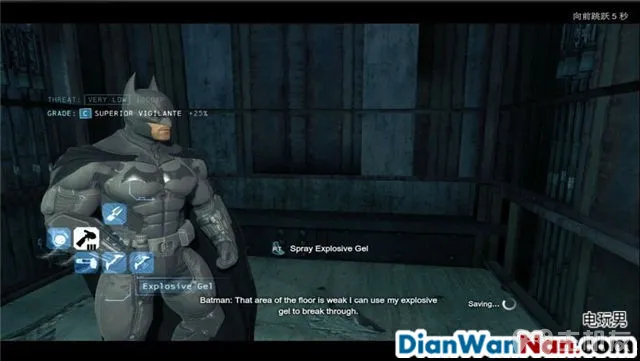 向前跳跃 5 秒
THREAT: VERY LOW
GRADE: C SUPERIOR VIGILANTE +25%
RT Spray Explosive Gel
Explosive Gel
Batman: That area of the floor is weak I can use my explosive
gel to break through.
Saving...
电玩男
DianWanNan.com